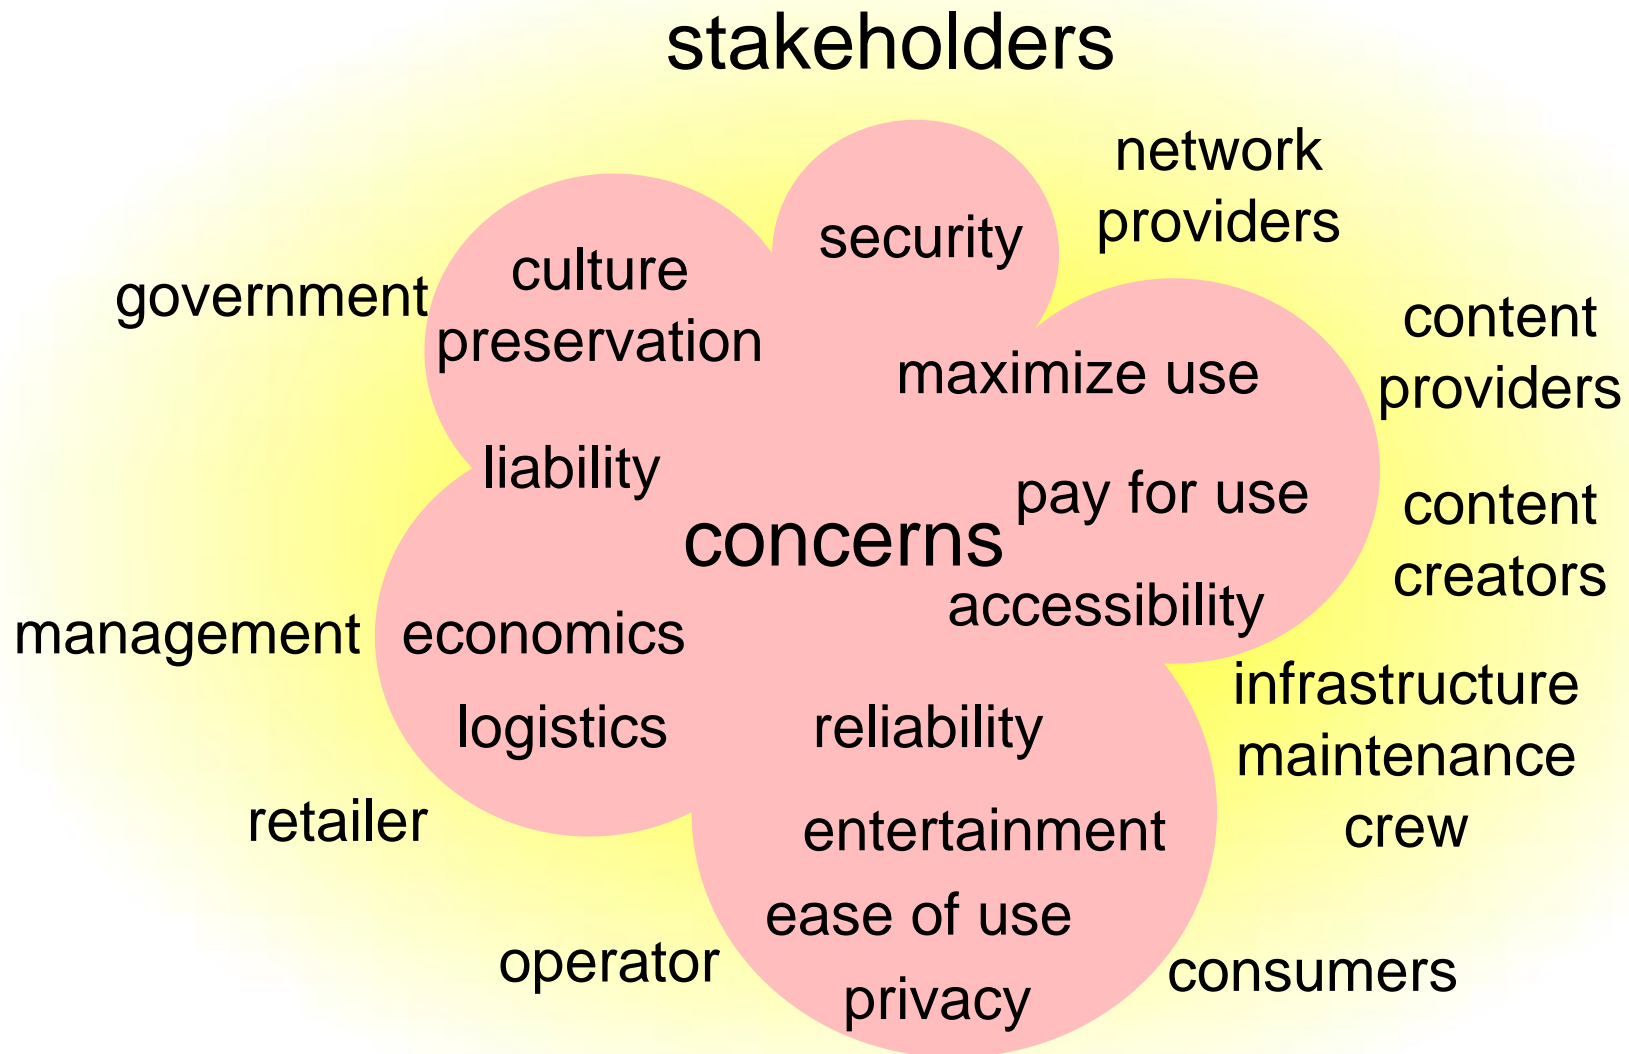 stakeholders
network
providers
security
culture
preservation
government
content
providers
maximize use
liability
pay for use
concerns
content
creators
accessibility
management
economics
infrastructure
maintenance
crew
logistics
reliability
retailer
entertainment
ease of use
operator
privacy
consumers